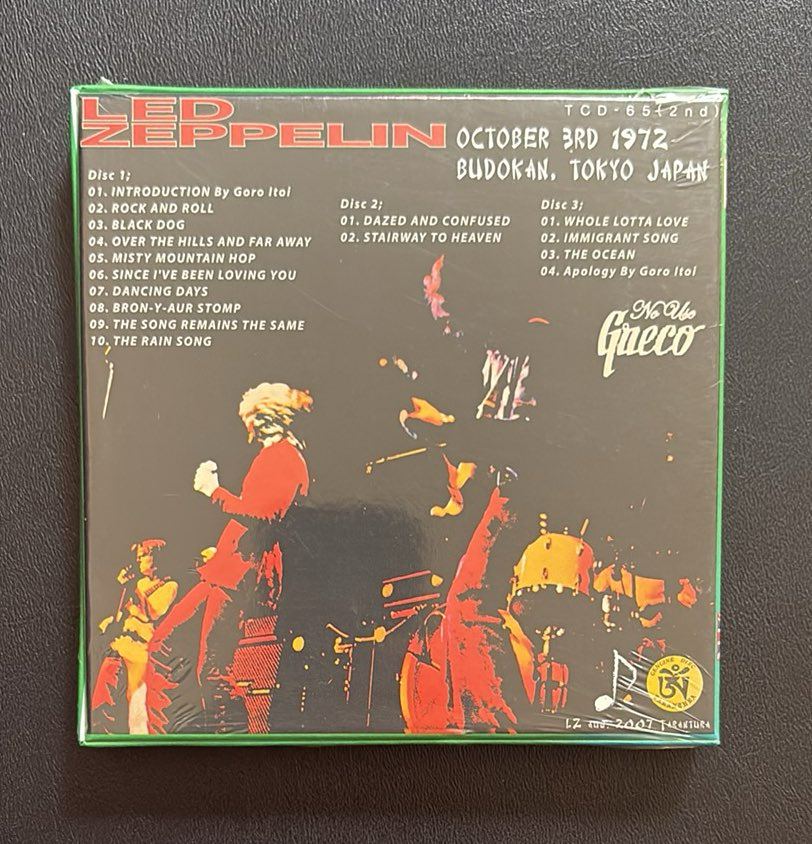 LED
ZEPPELIN
TCD-65(2nd)
OCTOBER 3RD 1972
BUDOKAN, TOKYO JAPAN
Disc 1;
01. INTRODUCTION By Goro Itoi
02. ROCK AND ROLL
03. BLACK DOG
04. OVER THE HILLS AND FAR AWAY
05. MISTY MOUNTAIN HOP
06. SINCE I'VE BEEN LOVING YOU
07. DANCING DAYS
08. BRON-Y-AUR STOMP
09. THE SONG REMAINS THE SAME
10. THE RAIN SONG
Disc 2;
01. DAZED AND CONFUSED
02. STAIRWAY TO HEAVEN
Disc 3;
01. WHOLE LOTTA LOVE
02. IMMIGRANT SONG
03. THE OCEAN
04. Apology By Goro Itoi
No Use
Greco
12 aug. 2007 TARANTURA